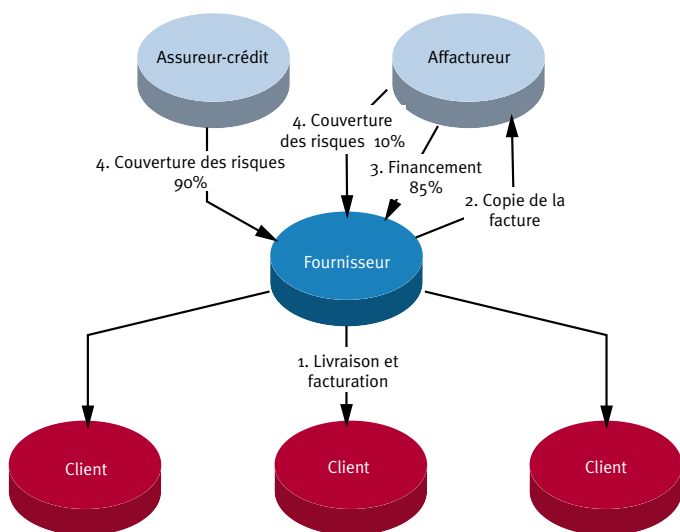 Assureur-crédit
Affactureur
4. Couverture
des risques 10%
4. Couverture des risques
90%
3. Financement
85%
2. Copie de la
facture
Fournisseur
1. Livraison et
facturation
Client
Client
Client